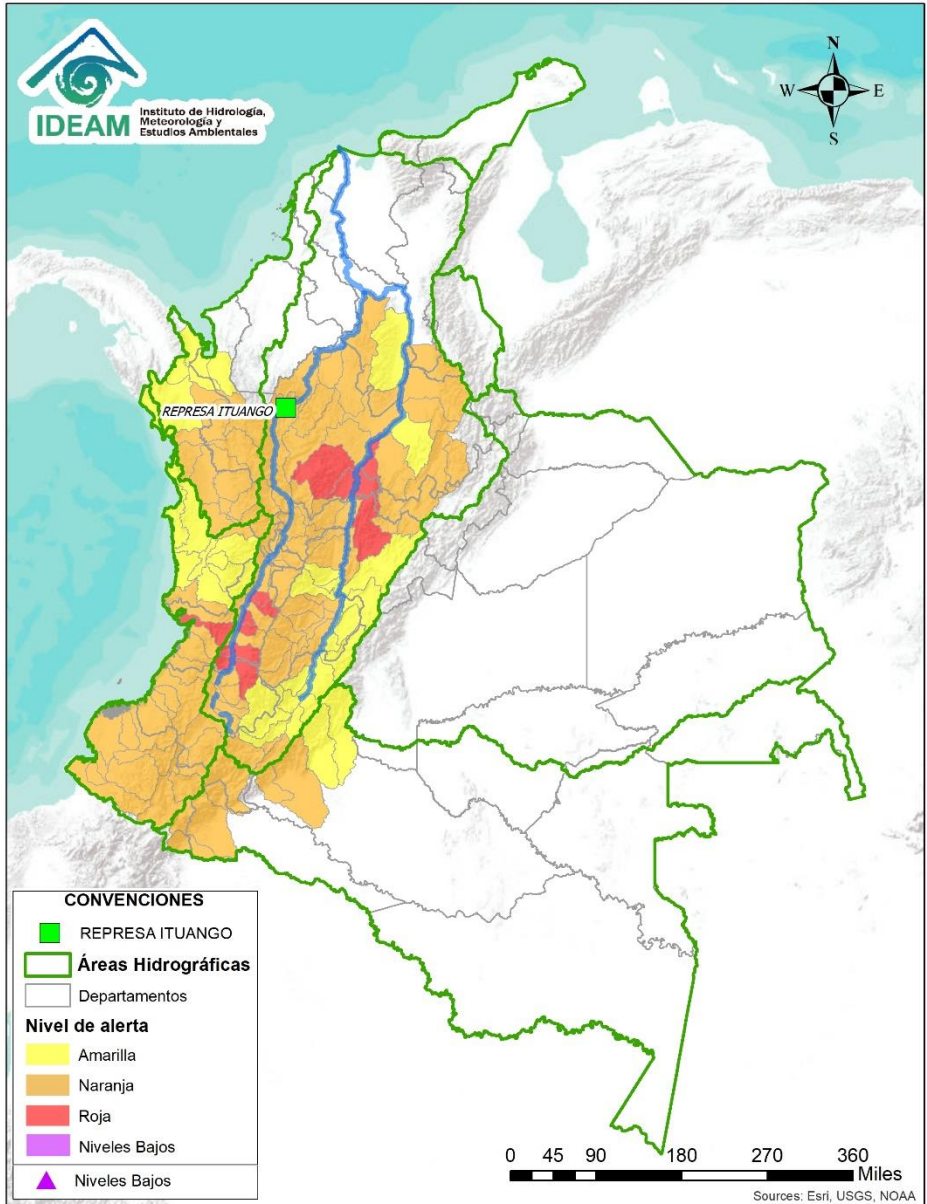 IDEAM
Instituto de Hidrología,
Meteorología y
Estudios Ambientales
N
W
E
S
REPRESA ITUANGO
CONVENCIONES
REPRESA ITUANGO
Áreas Hidrográficas
Departamentos
Nivel de alerta
Amarilla
Naranja
Roja
Niveles Bajos
Niveles Bajos
0 45 90 180 270 360
Miles
Sources: Esri, USGS, NOAA